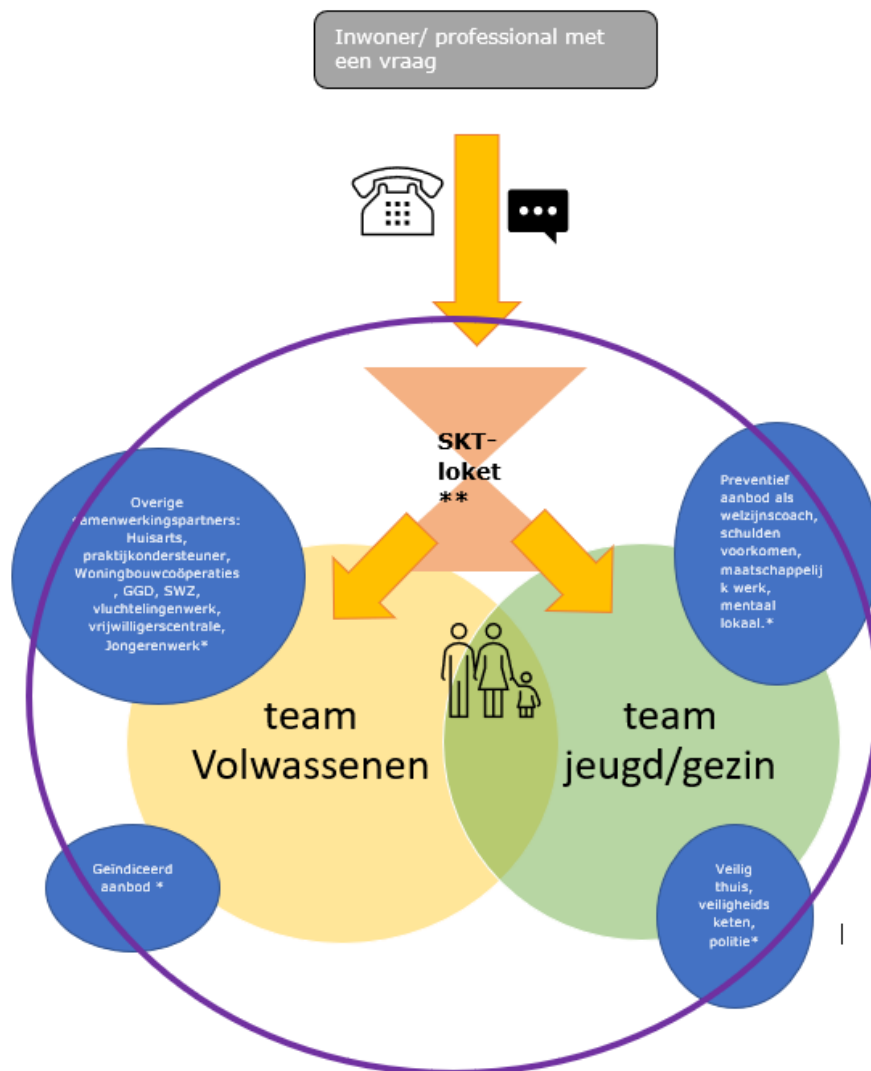 Inwoner/ professional met
een vraag
SKT-
loket
**
Overige
samenwerkingspartners:
Huisarts,
praktijkondersteuner,
Woningbouwcoöperaties
, GGD, SWZ,
vluchtelingenwerk,
vrijwilligerscentrale,
Jongerenwerk*
Preventief
aanbod als
welzijnscoach,
schulden
voorkomen,
maatschappelij
k werk,
mentaal
lokaal.*
team
Volwassenen
team
jeugd/gezin
Geïndiceerd
aanbod *
Veilig
thuis,
veiligheids
keten,
politie*